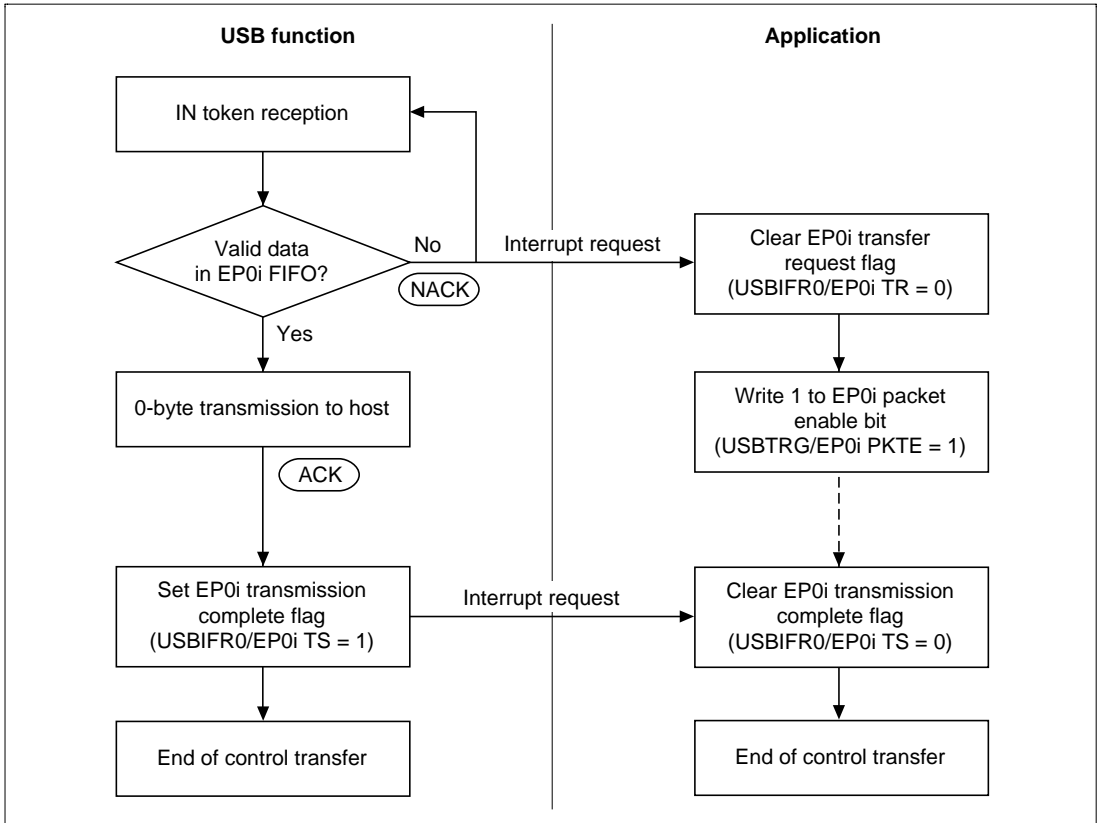 USB function
Application
IN token reception
Valid data
in EP0i FIFO?
No
NACK
Interrupt request
Clear EP0i transfer
request flag
(USBIFR0/EP0i TR = 0)
Yes
0-byte transmission to host
Write 1 to EP0i packet
enable bit
(USBTRG/EP0i PKTE = 1)
ACK
Set EP0i transmission
complete flag
(USBIFR0/EP0i TS = 1)
Interrupt request
Clear EP0i transmission
complete flag
(USBIFR0/EP0i TS = 0)
End of control transfer
End of control transfer